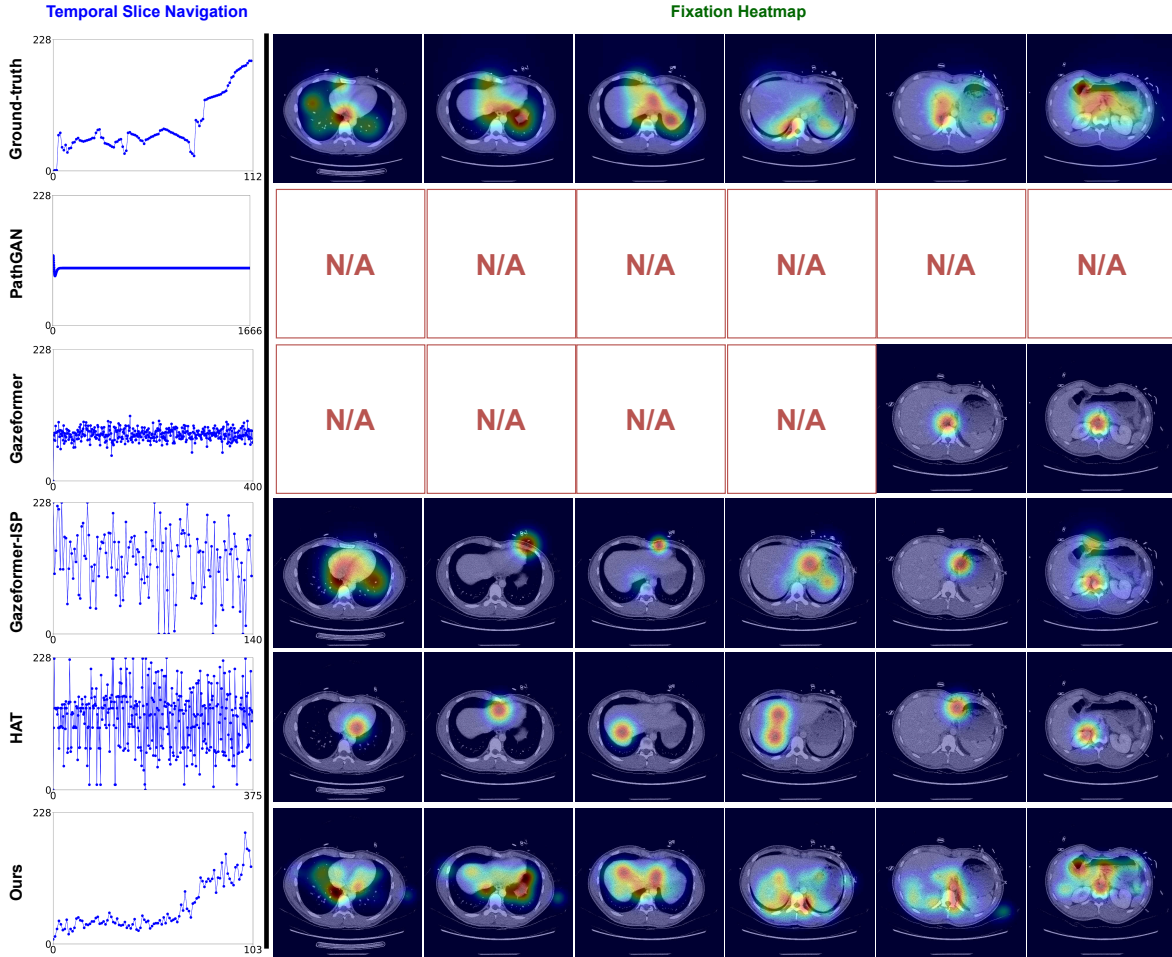 Temporal Slice Navigation
Fixation Heatmap
Ground-truth
228
0
0
112
PathGAN
228
0
0
1666
N/A
N/A
N/A
N/A
N/A
N/A
Gazeformer
228
0
0
400
N/A
N/A
N/A
N/A
Gazeformer-ISP
228
0
0
140
HAT
228
0
0
375
Ours
228
0
0
103